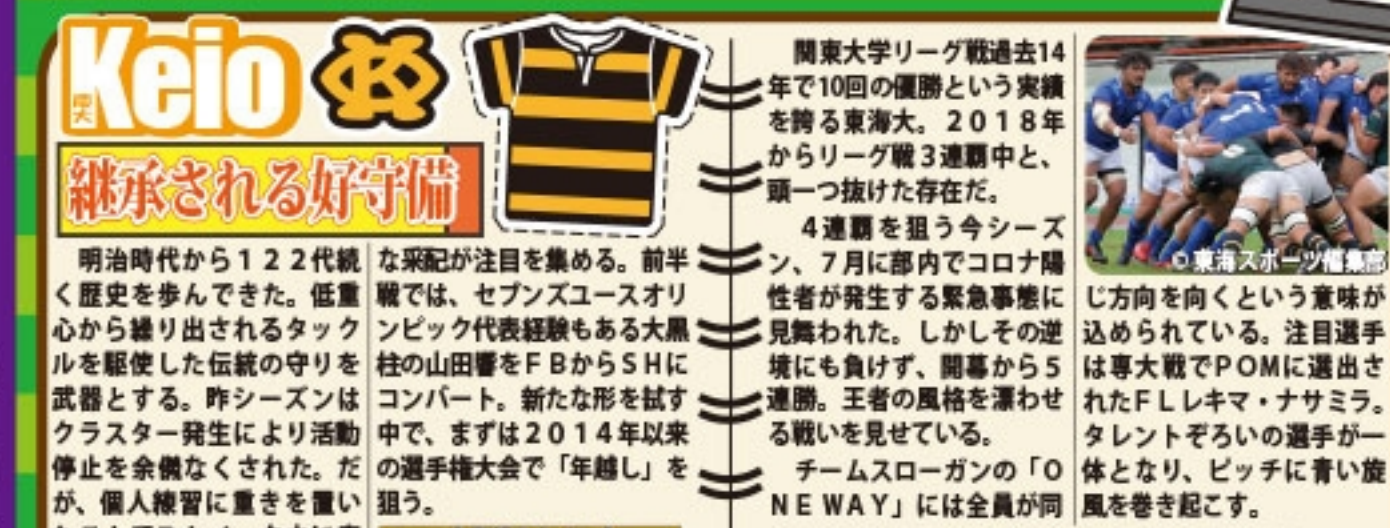 Keio
慶大
継承される好守備
明治時代から１２２代続
く歴史を歩んできた。低重
心から繰り出されるタック
ルを駆使した伝統の守りを
武器とする。昨シーズンは
クラスター発生により活動
停止を余儀なくされた。だ
が、個人練習に重きを置い
な采配が注目を集める。前半
戦では、セブンズユースオリ
ンピック代表経験もある大黒
柱の山田響をＦＢからＳＨに
コンバート。新たな形を試す
中で、まずは２０１４年以来
の選手権大会で「年越し」を
狙う。
関東大学リーグ戦過去14
年で10回の優勝という実績
を誇る東海大。２０１８年
からリーグ戦３連覇中と、
頭一つ抜けた存在だ。
４連覇を狙う今シーズ
ン、７月に部内でコロナ陽
性者が発生する緊急事態に
見舞われた。しかしその逆
境にも負けず、開幕から５
連勝。王者の風格を漂わせ
る戦いを見せている。
チームスローガンの「Ｏ
ＮＥ ＷＡＹ」には全員が同
©東海スポーツ編集部
じ方向を向くという意味が
込められている。注目選手
は専大戦でＰＯＭに選出さ
れたＦＬレキマ・ナサミラ。
タレントぞろいの選手が一
体となり、ピッチに青い旋
風を巻き起こす。